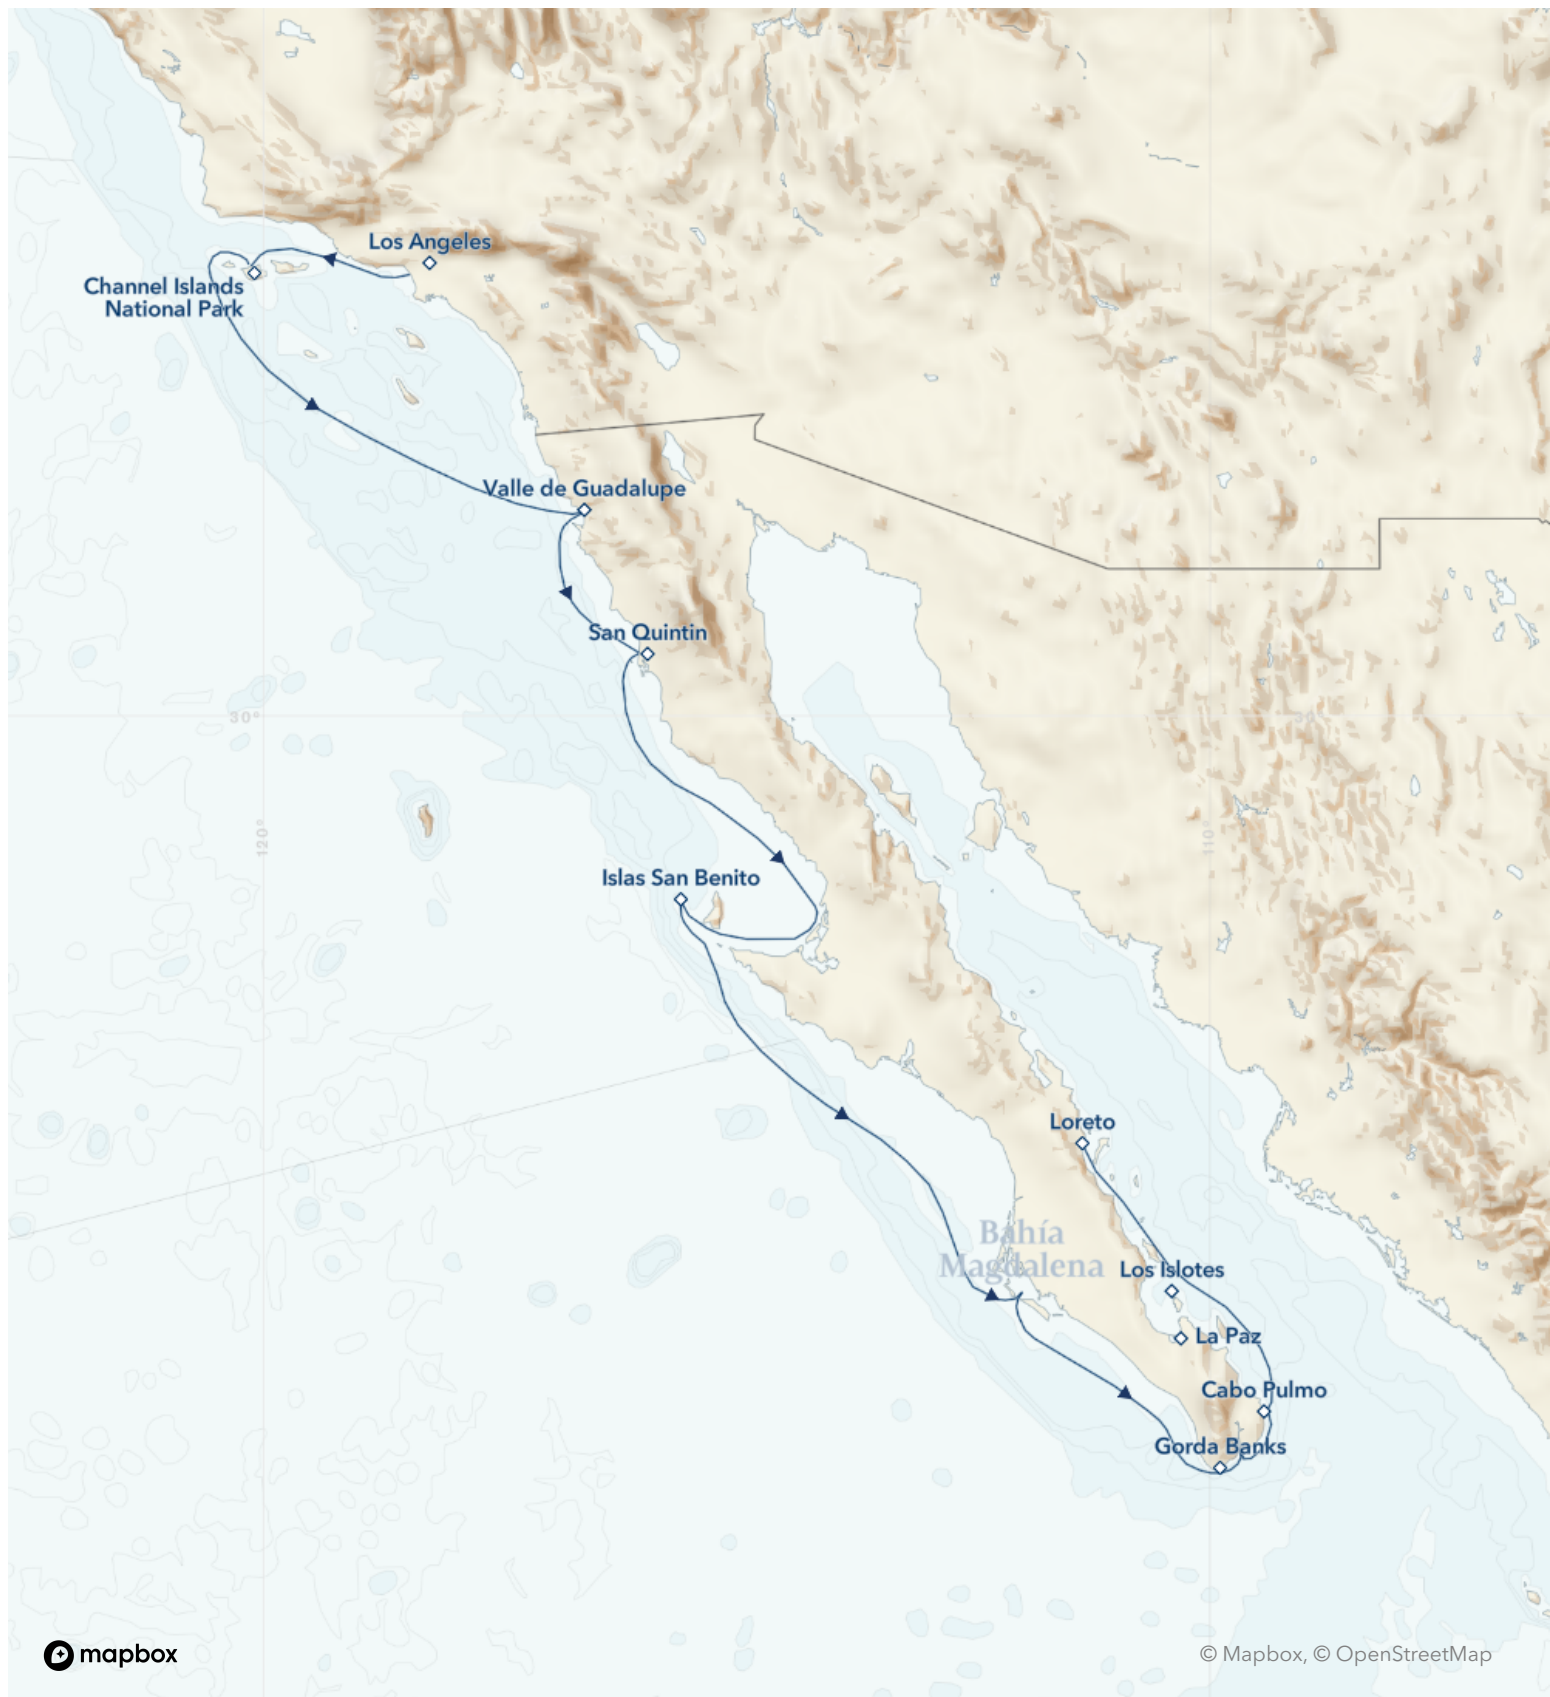 Los Angeles
Channel Islands
National Park
Valle de Guadalupe
San Quintin
30°
30°
120°
110°
Islas San Benito
Loreto
Bahía
Magdalena
Los Islotes
La Paz
Cabo Pulmo
Gorda Banks
mapbox
© Mapbox, © OpenStreetMap